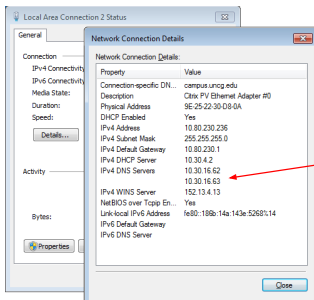 Local Area Connection 2 Status
General
Connection
IPv4 Connectivity
IPv6 Connectivity
Media State:
Duration:
Speed:
Details...
Activity
Bytes:
Properties
Network Connection Details
Network Connection Details:
Property Value
Connection-specific DN... campus.uncg.edu
Description Citrix PV Ethernet Adapter #0
Physical Address 9E-25-22-30-D8-0A
DHCP Enabled Yes
IPv4 Address 10.80.230.236
IPv4 Subnet Mask 255.255.255.0
IPv4 Default Gateway 10.80.230.1
IPv4 DHCP Server 10.30.4.2
IPv4 DNS Servers 10.30.16.62
10.30.16.63
IPv4 WINS Server 152.13.4.13
NetBIOS over Tcpip En... Yes
Link-local IPv6 Address fe80::186b:14a:143e:5268%14
IPv6 Default Gateway
IPv6 DNS Server
Close